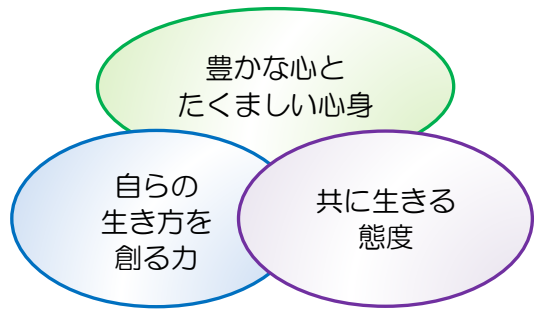 豊かな心と
たくましい心身
自らの
生き方を
創る力
共に生きる
態度